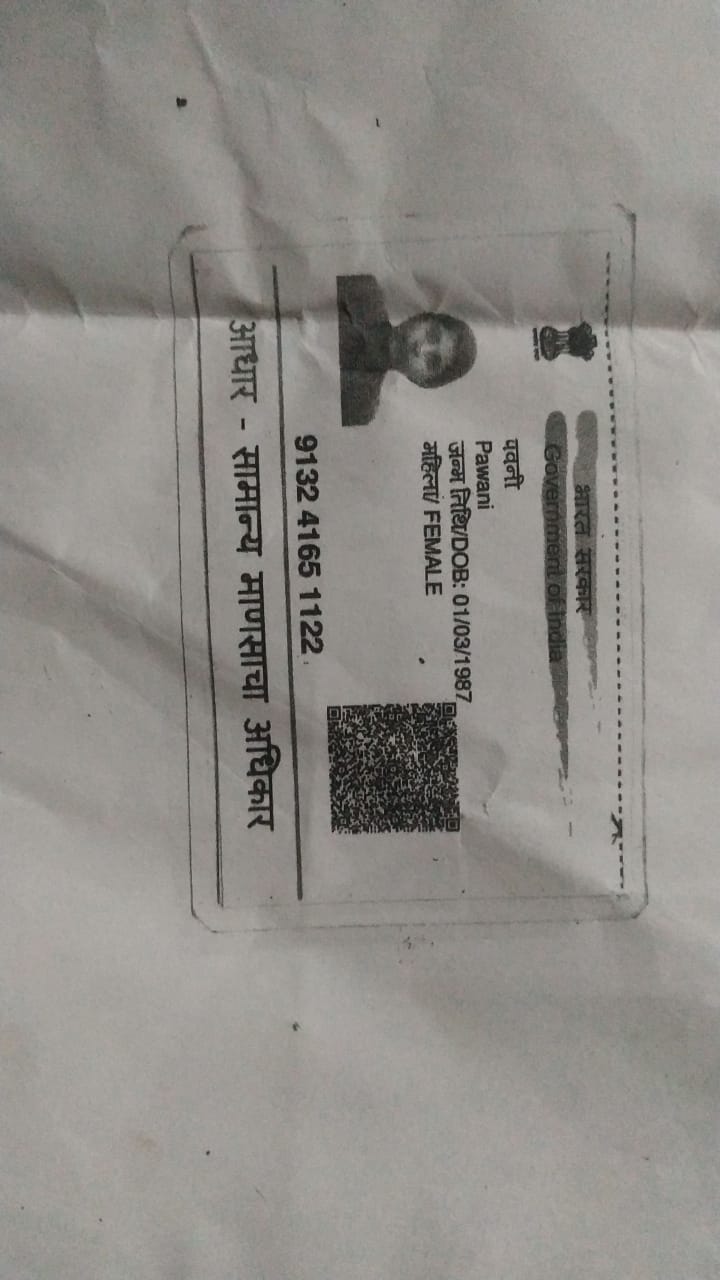 भारत सरकार
Government of India
पवनी
Pawani
जन्म तिथि/DOB: 01/03/1987
महिला/ FEMALE
9132 4165 1122
आधार - सामान्य माणसाचा अधिकार